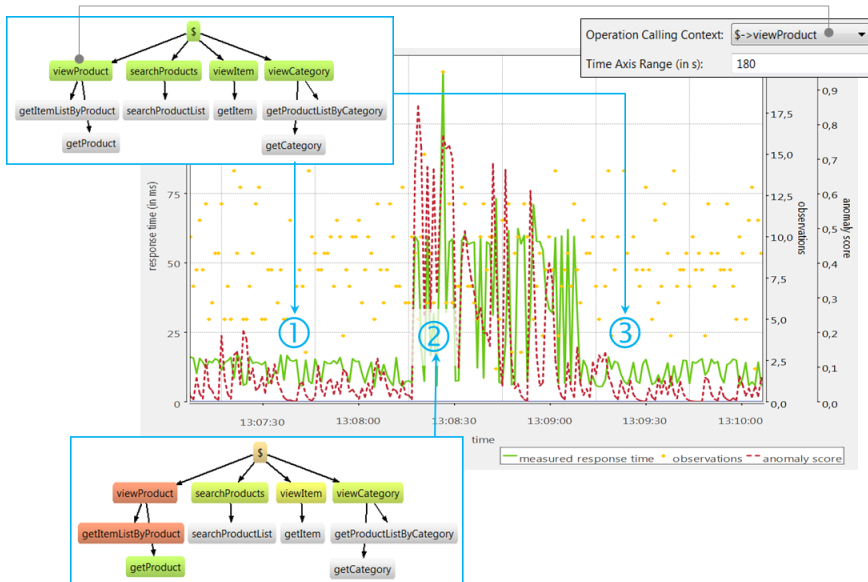 $
viewProduct
searchProducts
viewItem
viewCategory
getItemListByProduct
searchProductList
getItem
getProductListByCategory
getProduct
getCategory
Operation Calling Context:
$->viewProduct
Time Axis Range (in s):
180
response time (in ms)
75
50
25
0
17,5
15,0
12,5
10,0
7,5
5,0
2,5
0,0
observations
0,9
0,8
0,7
0,6
0,5
0,4
0,3
0,2
0,1
0,0
anomaly score
1
2
3
13:07:30
13:08:00
13:08:30
13:09:00
13:09:30
13:10:00
time
measured response time
observations
anomaly score
$
viewProduct
searchProducts
viewItem
viewCategory
getItemListByProduct
searchProductList
getItem
getProductListByCategory
getProduct
getCategory